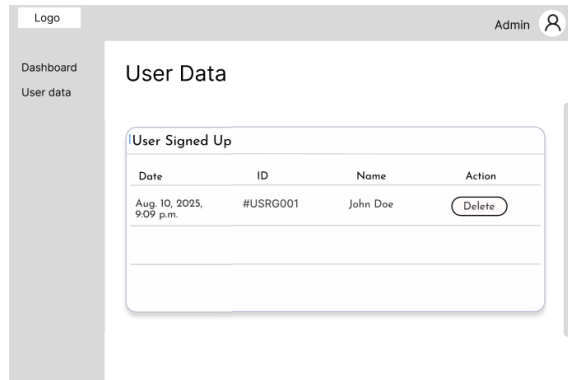 Logo
Admin
Dashboard
User data
User Data
User Signed Up
Date ID Name Action
Aug. 10, 2025,
9:09 p.m.
#USRG001 John Doe Delete